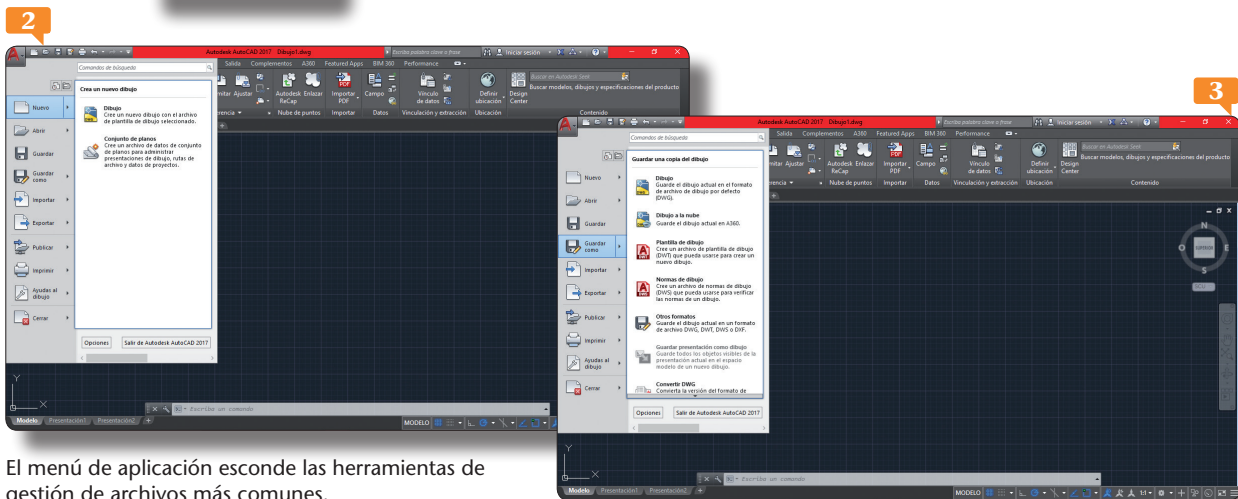 2
Autodesk AutoCAD 2017 Dibujo1.dwg
Escriba palabra clave o frase
Iniciar sesión
Comandos de búsqueda
Salida Complementos A360 Featured Apps BIM 360 Performance
Crea un nuevo dibujo
Nuevo
Dibujo
Cree un nuevo dibujo con el archivo
de plantilla de dibujo seleccionado.
Abrir
Conjunto de planos
Cree un archivo de datos de conjunto
de planos para administrar
presentaciones de dibujo, rutas de
archivo y datos de proyectos.
Guardar
Guardar
como
Importar
Exportar
Publicar
Imprimir
Ayudas al
dibujo
Cerrar
Opciones
Salir de Autodesk AutoCAD 2017
mitar Ajustar
Autodesk Enlazar
ReCap
Importar
PDF
Campo
Vínculo
de datos
Definir
ubicación
Design
Center
Buscar en Autodesk Seek
Buscar modelos, dibujos y especificaciones del producto
erencia
Nube de puntos
Importar
Datos
Vinculación y extracción
Ubicación
Contenido
Y
X
Escriba un comando
Modelo Presentación1 Presentación2 +
MODELO
El menú de aplicación esconde las herramientas de
gestión de archivos más comunes.
3
Autodesk AutoCAD 2017 Dibujo1.dwg
Escriba palabra clave o frase
Iniciar sesión
Comandos de búsqueda
Salida Complementos A360 Featured Apps BIM 360 Performance
Guardar una copia del dibujo
Nuevo
Dibujo
Guarde el dibujo actual en el formato
de archivo de dibujo por defecto
(DWG).
Abrir
Dibujo a la nube
Guarde el dibujo actual en A360.
Guardar
Plantilla de dibujo
Cree un archivo de plantilla de dibujo
(DWT) que pueda usarse para crear un
nuevo dibujo.
Guardar
como
Normas de dibujo
Cree un archivo de normas de dibujo
(DWS) que pueda usarse para verificar
las normas de un dibujo.
Importar
Exportar
Otros formatos
Guarde el dibujo actual en un formato
de archivo DWG, DWT, DWS o DXF.
Publicar
Imprimir
Guardar presentación como dibujo
Guarde todos los objetos visibles de la
presentación actual en el espacio
modelo de un nuevo dibujo.
Ayudas al
dibujo
Cerrar
Convertir DWG
Convierta la versión del formato de
Opciones
Salir de Autodesk AutoCAD 2017
mitar Ajustar
Autodesk Enlazar
ReCap
Importar
PDF
Campo
Vínculo
de datos
Definir
ubicación
Design
Center
Buscar en Autodesk Seek
Buscar modelos, dibujos y especificaciones del producto
erencia
Nube de puntos
Importar
Datos
Vinculación y extracción
Ubicación
Contenido
N
O SUPERIOR E
S
SCU
Y
X
Escriba un comando
Modelo Presentación1 Presentación2 +
MODELO
1:1